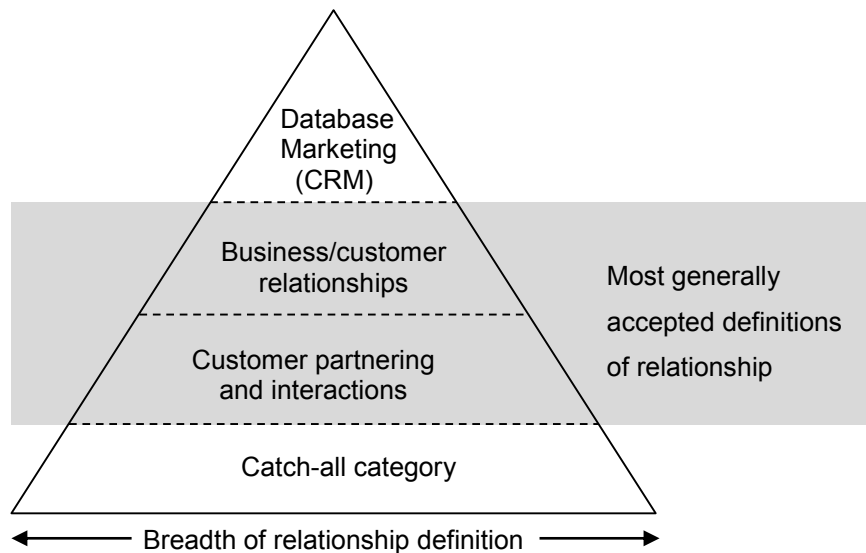 Database
Marketing
(CRM)
Business/customer
relationships
Most generally
accepted definitions
of relationship
Customer partnering
and interactions
Catch-all category
Breadth of relationship definition